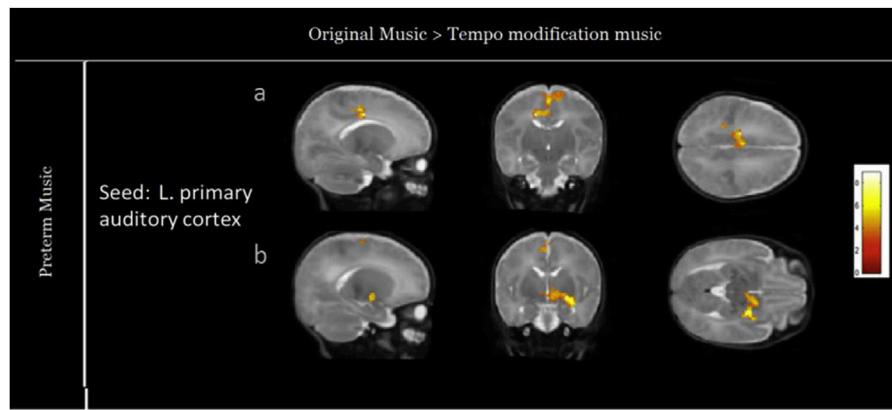 Original Music > Tempo modification music
Preterm Music
a
Seed: L. primary
auditory cortex
b
8
6
4
2
0